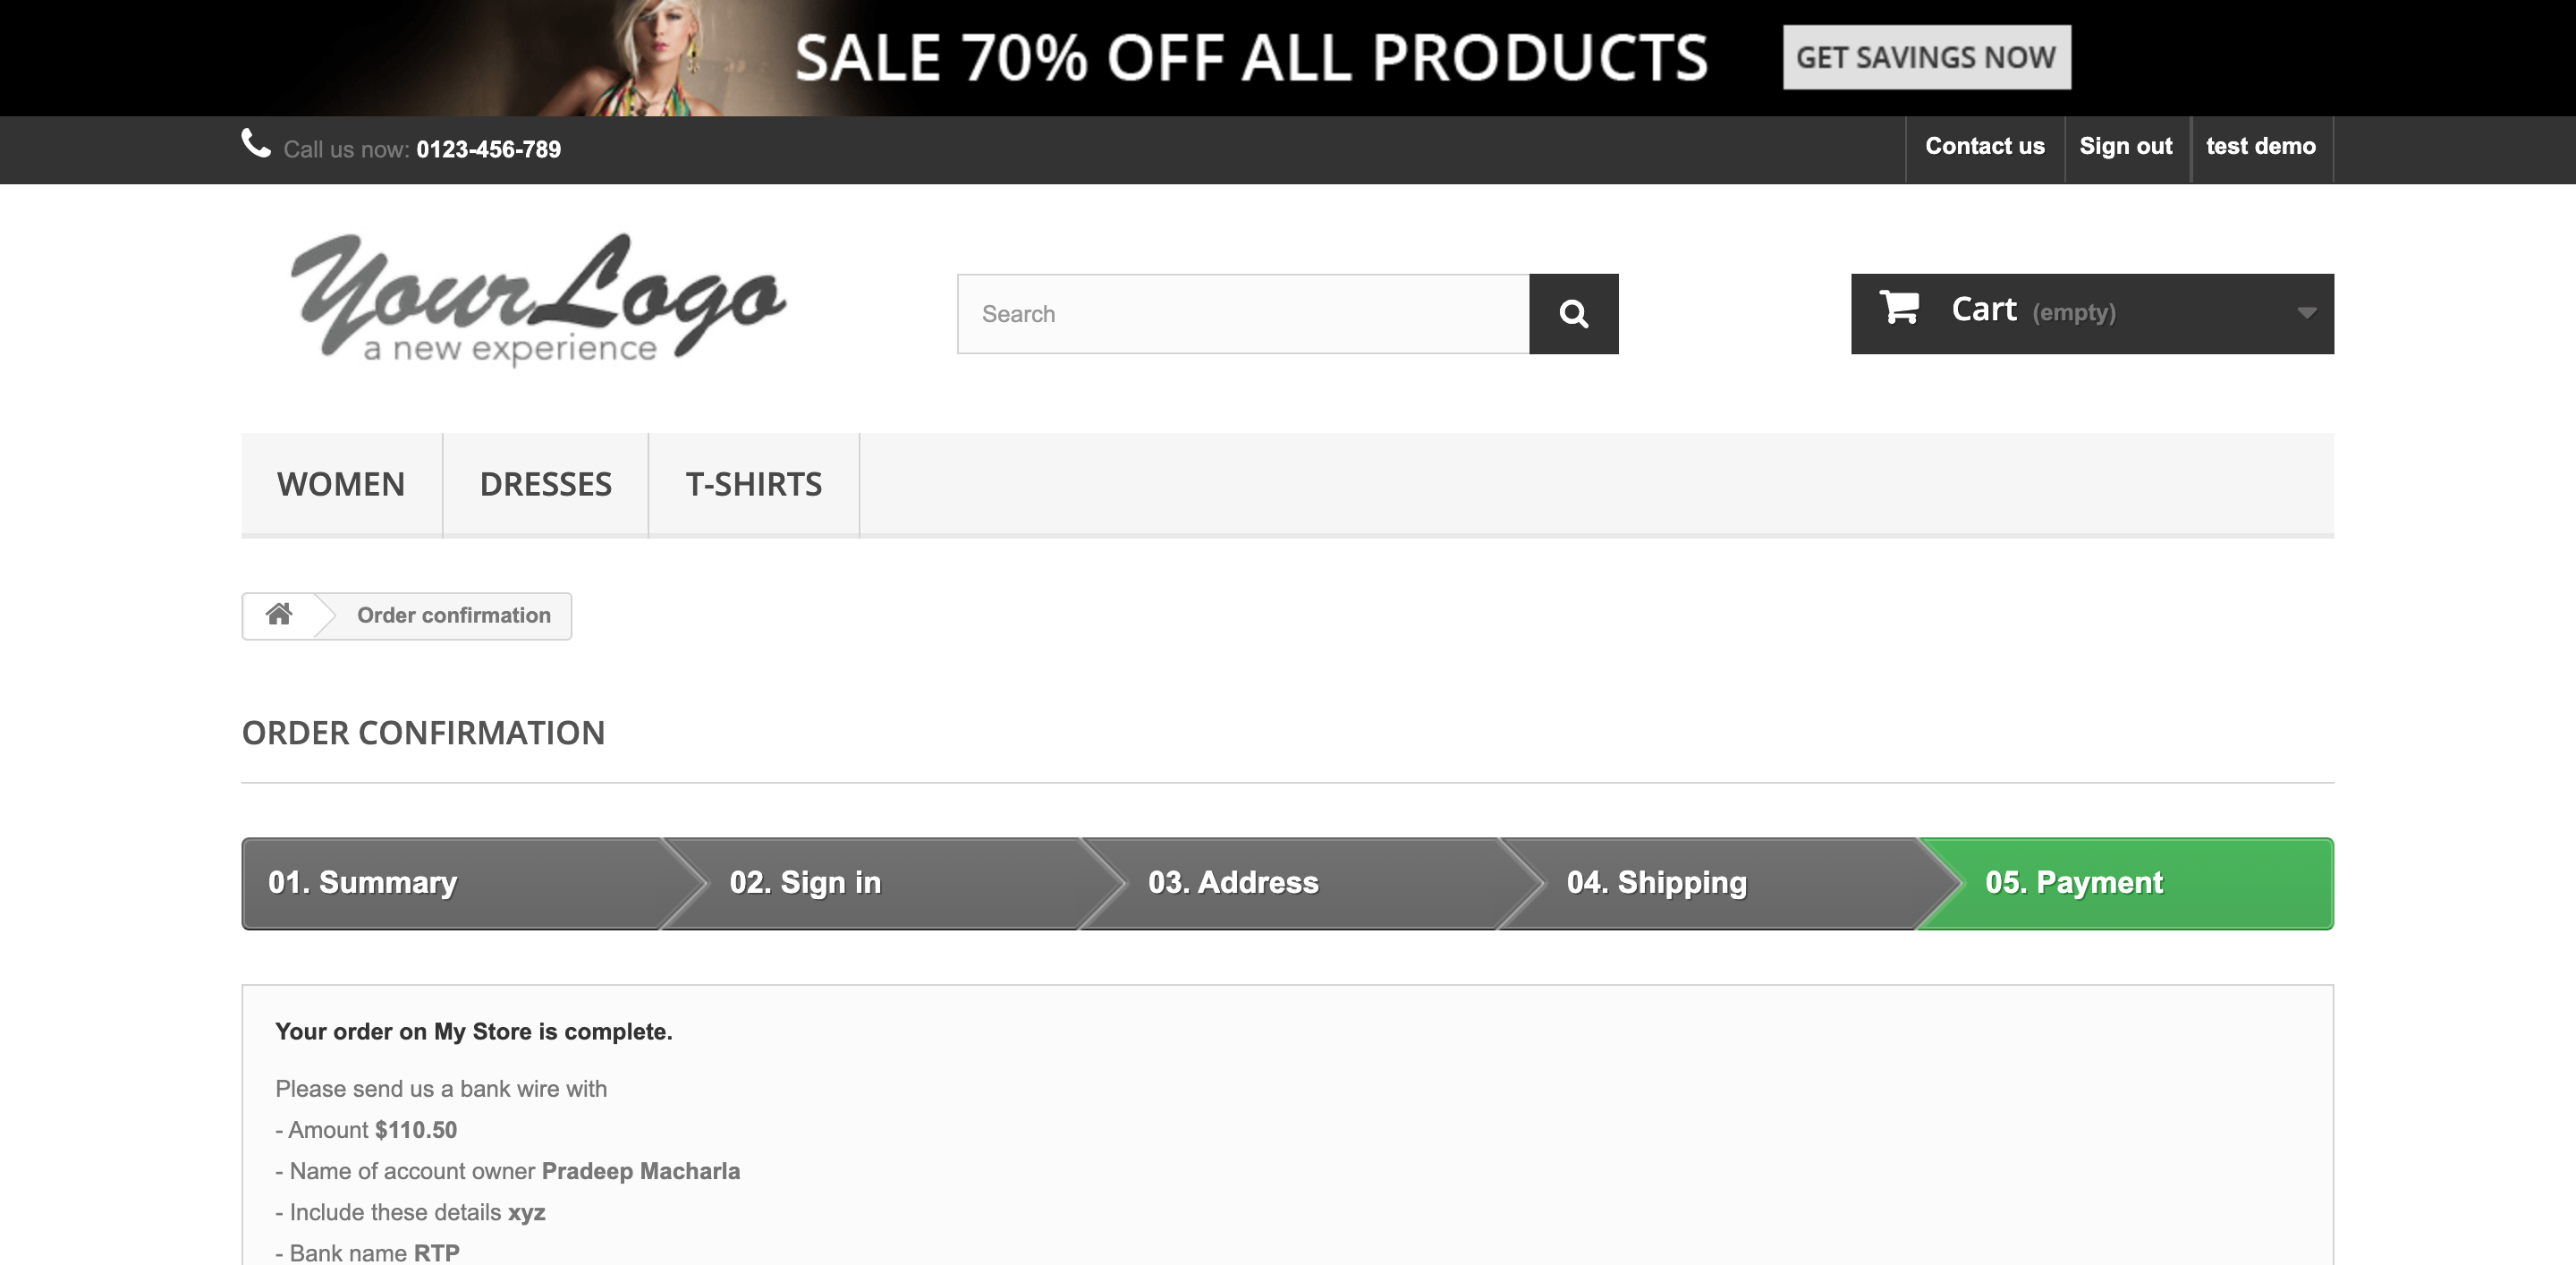 SALE 70% OFF ALL PRODUCTS GET SAVINGS NOW
Call us now: 0123-456-789 Contact us Sign out test demo
Your Logo
a new experience
Search Cart (empty)
WOMEN DRESSES T-SHIRTS
Order confirmation
ORDER CONFIRMATION
01. Summary 02. Sign in 03. Address 04. Shipping 05. Payment
Your order on My Store is complete.
Please send us a bank wire with
- Amount $110.50
- Name of account owner Pradeep Macharla
- Include these details xyz
- Bank name RTP